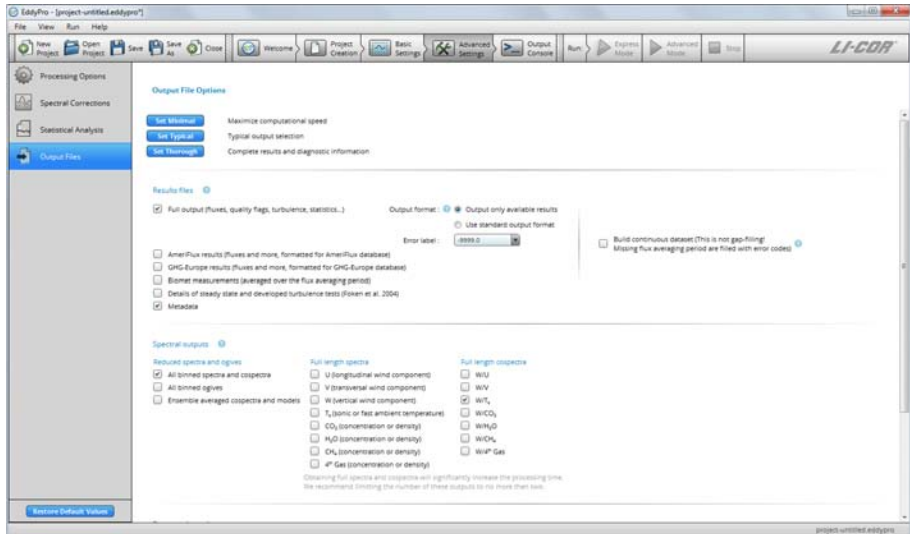 EddyPro - [project-untitled.eddypro*]
File View Run Help
New Project Open Project Save Save As Close Welcome Project Creation Basic Settings Advanced Settings Output Console Run Express Mode Advanced Mode Stop LI-COR
Processing Options
Spectral Corrections
Statistical Analysis
Output Files
Output File Options
Set Minimal Maximize computational speed
Set Typical Typical output selection
Set Thorough Complete results and diagnostic information
Results files
Full output (fluxes, quality flags, turbulence, statistics...) Output format: Output only available results
Use standard output format
Error label: -9999.0
Build continuous dataset (This is not gap-filling!
Missing flux averaging period are filled with error codes)
AmeriFlux results (fluxes and more, formatted for AmeriFlux database)
GHG-Europe results (fluxes and more, formatted for GHG-Europe database)
Biomet measurements (averaged over the flux averaging period)
Details of steady state and developed turbulence tests (Foken et al. 2004)
Metadata
Spectral outputs
Reduced spectra and ogives Full length spectra Full length cospectra
All binned spectra and cospectra U (longitudinal wind component) W/U
All binned ogives V (transversal wind component) W/V
Ensemble averaged cospectra and models W (vertical wind component) W/Tₛ
Tₛ (sonic or fast ambient temperature) W/CO₂
CO₂ (concentration or density) W/H₂O
H₂O (concentration or density) W/CH₄
CH₄ (concentration or density) W/4ᵗʰ Gas
4ᵗʰ Gas (concentration or density)
Obtaining full spectra and cospectra will significantly increase the processing time.
We recommend limiting the number of these outputs to no more than two.
Restore Default Values
project-untitled.eddypro